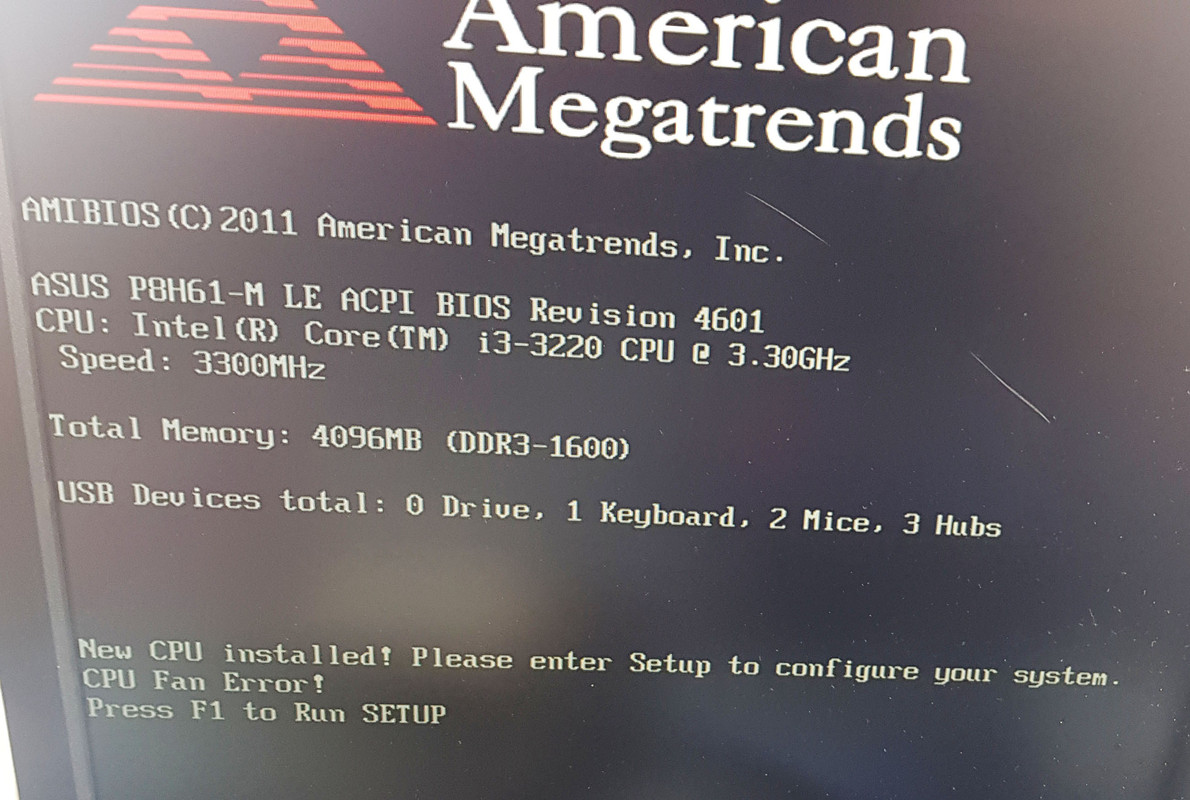 American
Megatrends
AMIBIOS(C)2011 American Megatrends, Inc.
ASUS P8H61-M LE ACPI BIOS Revision 4601
CPU: Intel(R) Core(TM) i3-3220 CPU @ 3.30GHz
Speed: 3300MHz
Total Memory: 4096MB (DDR3-1600)
USB Devices total: 0 Drive, 1 Keyboard, 2 Mice, 3 Hubs
New CPU installed! Please enter Setup to configure your system.
CPU Fan Error!
Press F1 to Run SETUP